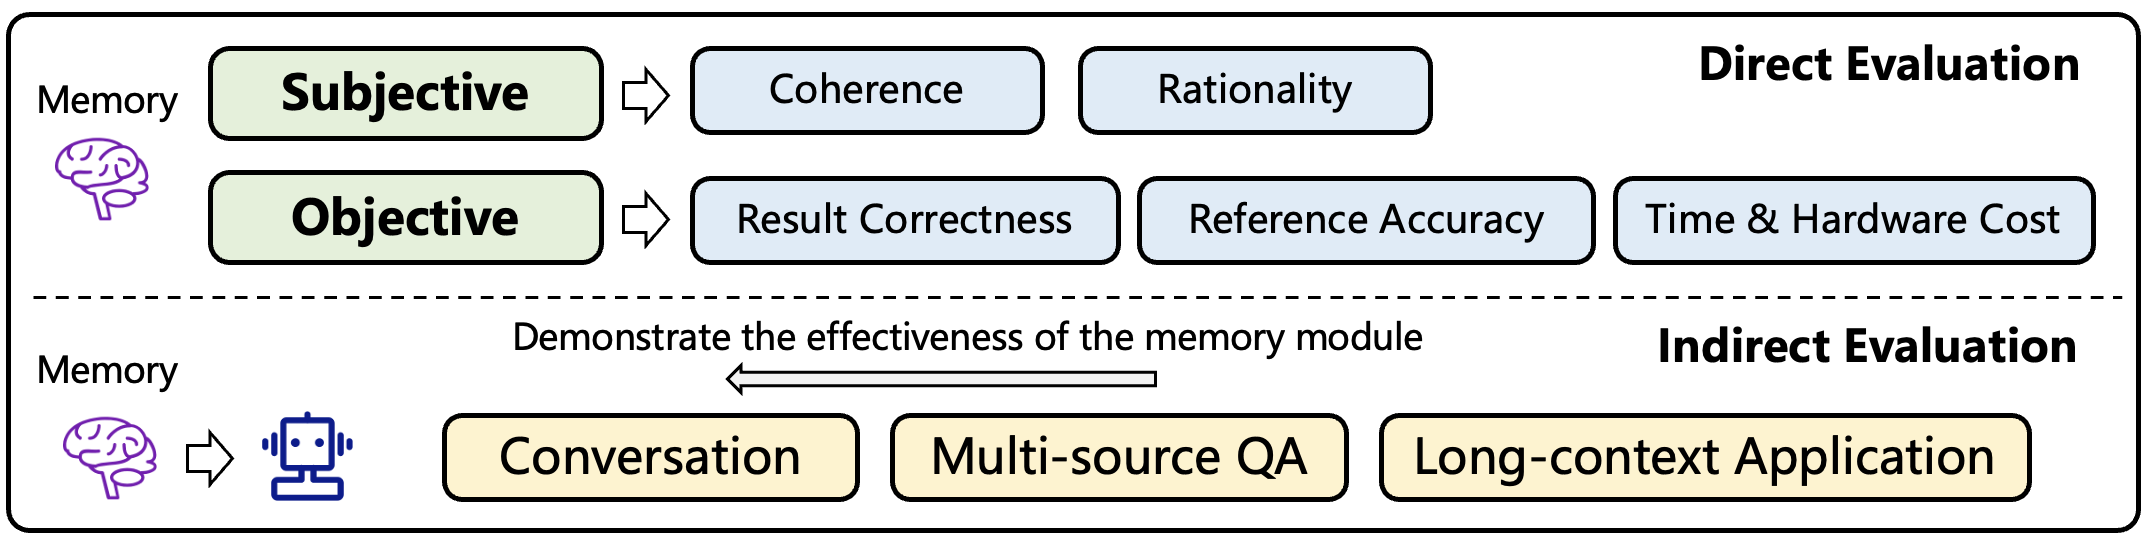 Direct Evaluation
Memory
Subjective
Coherence
Rationality
Objective
Result Correctness
Reference Accuracy
Time & Hardware Cost
Indirect Evaluation
Demonstrate the effectiveness of the memory module
Memory
Conversation
Multi-source QA
Long-context Application